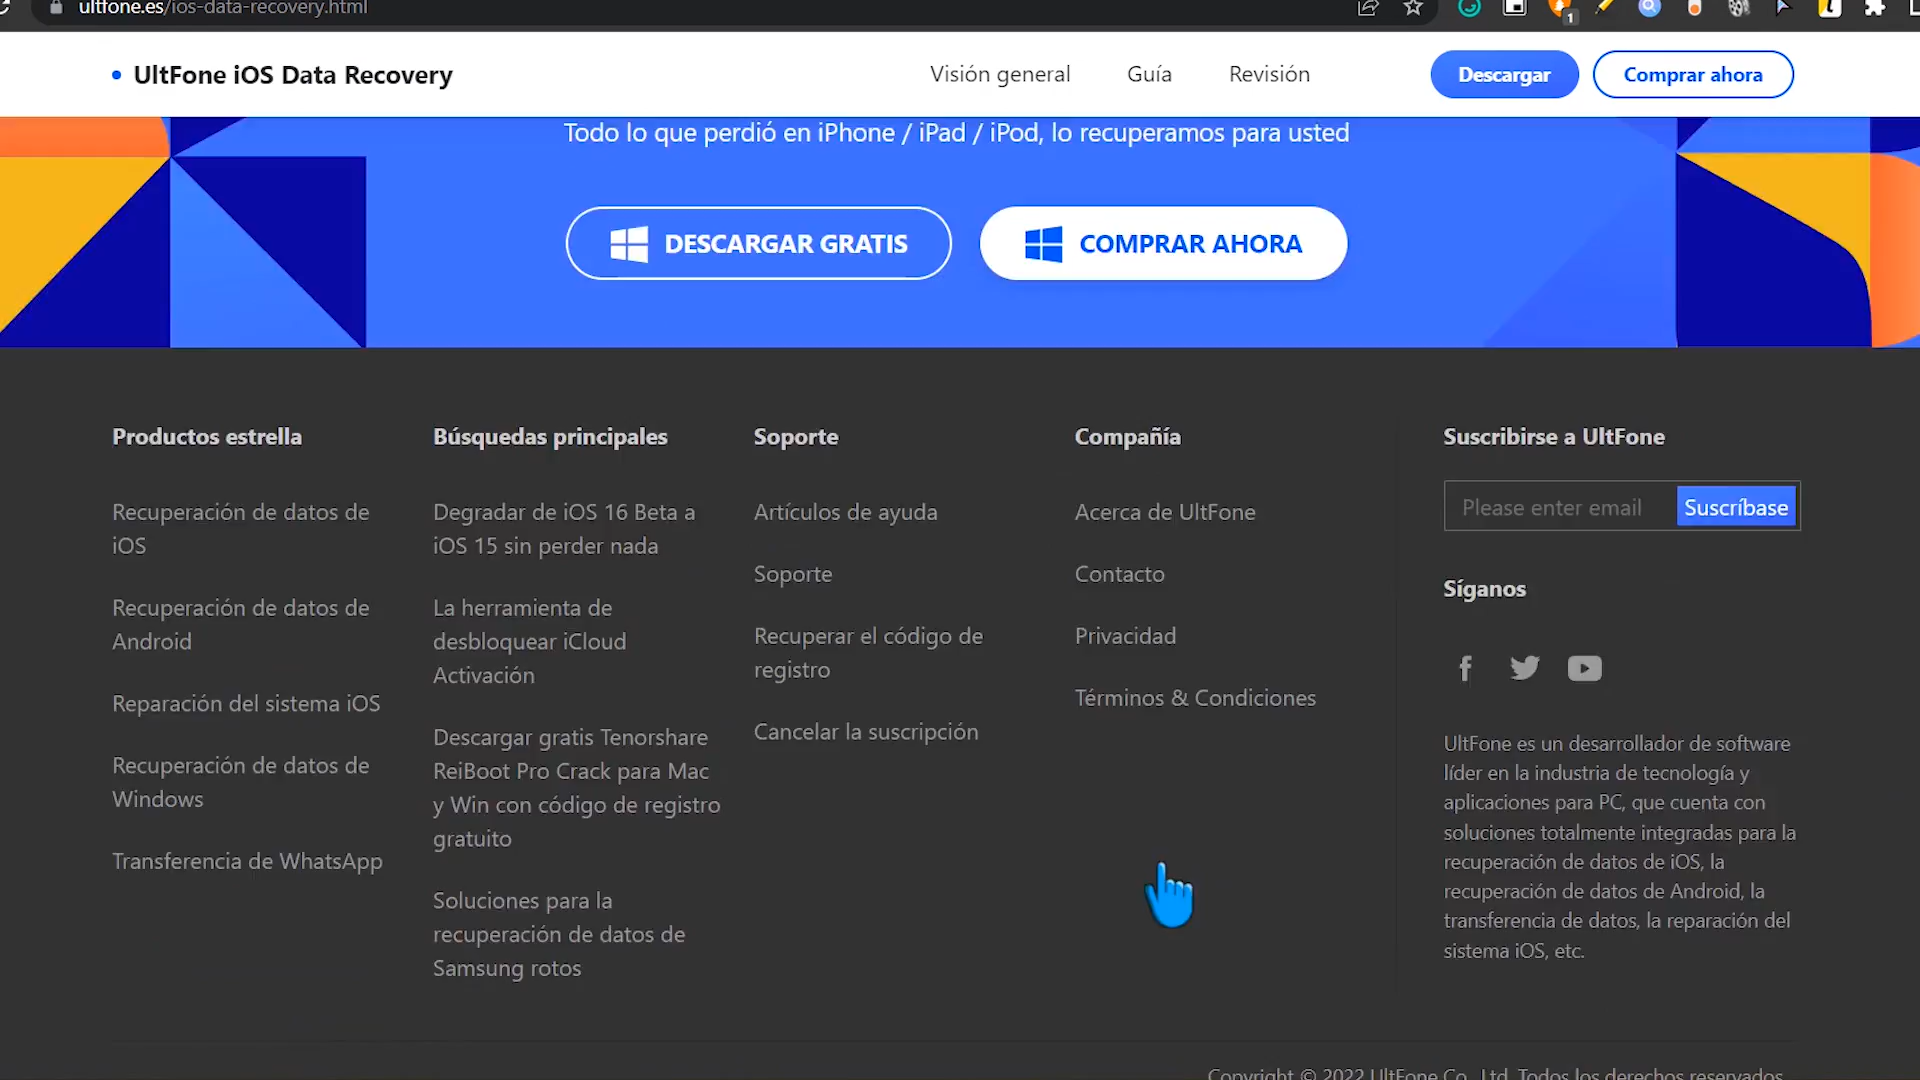 ultfone.es/ios-data-recovery.html
1
UltFone iOS Data Recovery
Visión general
Guía
Revisión
Descargar
Comprar ahora
Todo lo que perdió en iPhone / iPad / iPod, lo recuperamos para usted
DESCARGAR GRATIS
COMPRAR AHORA
Productos estrella
Recuperación de datos de
iOS
Recuperación de datos de
Android
Reparación del sistema iOS
Recuperación de datos de
Windows
Transferencia de WhatsApp
Búsquedas principales
Degradar de iOS 16 Beta a
iOS 15 sin perder nada
La herramienta de
desbloquear iCloud
Activación
Descargar gratis Tenorshare
ReiBoot Pro Crack para Mac
y Win con código de registro
gratuito
Soluciones para la
recuperación de datos de
Samsung rotos
Soporte
Artículos de ayuda
Soporte
Recuperar el código de
registro
Cancelar la suscripción
Compañía
Acerca de UltFone
Contacto
Privacidad
Términos & Condiciones
Suscribirse a UltFone
Please enter email
Suscríbase
Síganos
UltFone es un desarrollador de software
líder en la industria de tecnología y
aplicaciones para PC, que cuenta con
soluciones totalmente integradas para la
recuperación de datos de iOS, la
recuperación de datos de Android, la
transferencia de datos, la reparación del
sistema iOS, etc.
Copyright © 2022 UltFone Co., Ltd. Todos los derechos reservados.